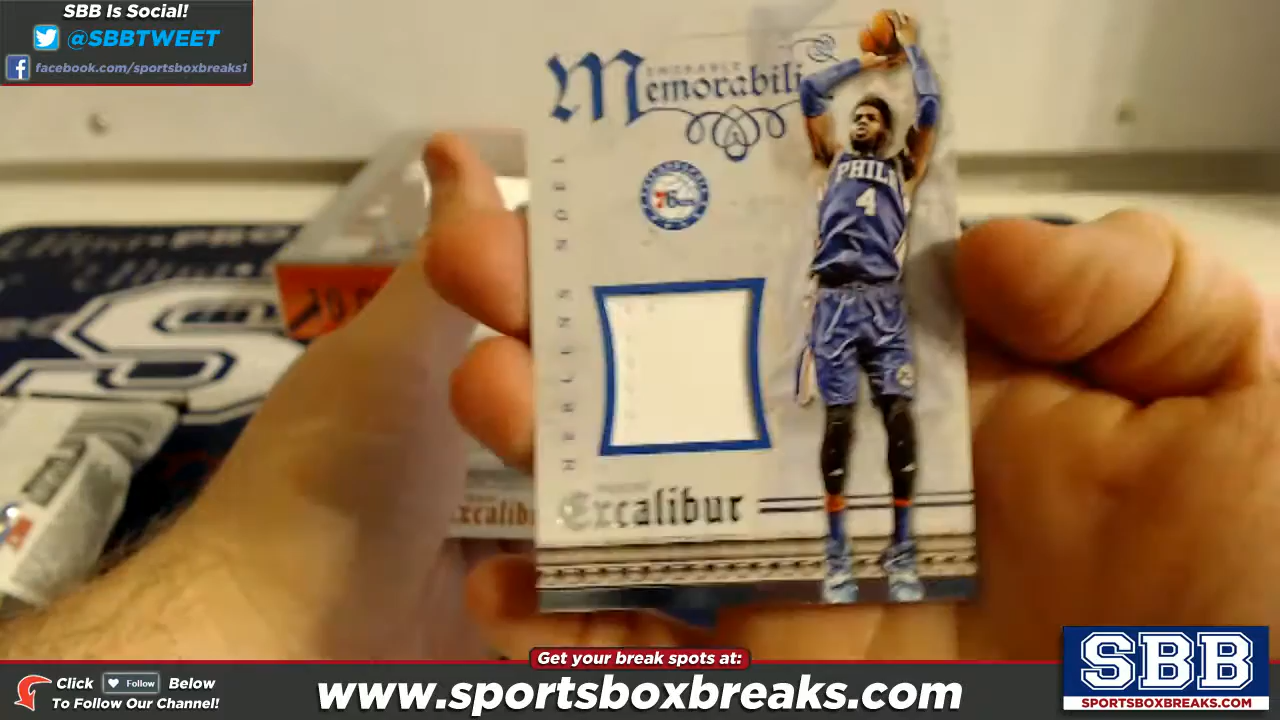 SBB Is Social!
@SBBTWEET
facebook.com/sportsboxbreaks1
Memorabili
76ers
PHILA
4
NERLENS NOEL
Excalibur
Get your break spots at:
www.sportsboxbreaks.com
Click Follow Below
To Follow Our Channel!
SBB
SPORTSBOXBREAKS.COM